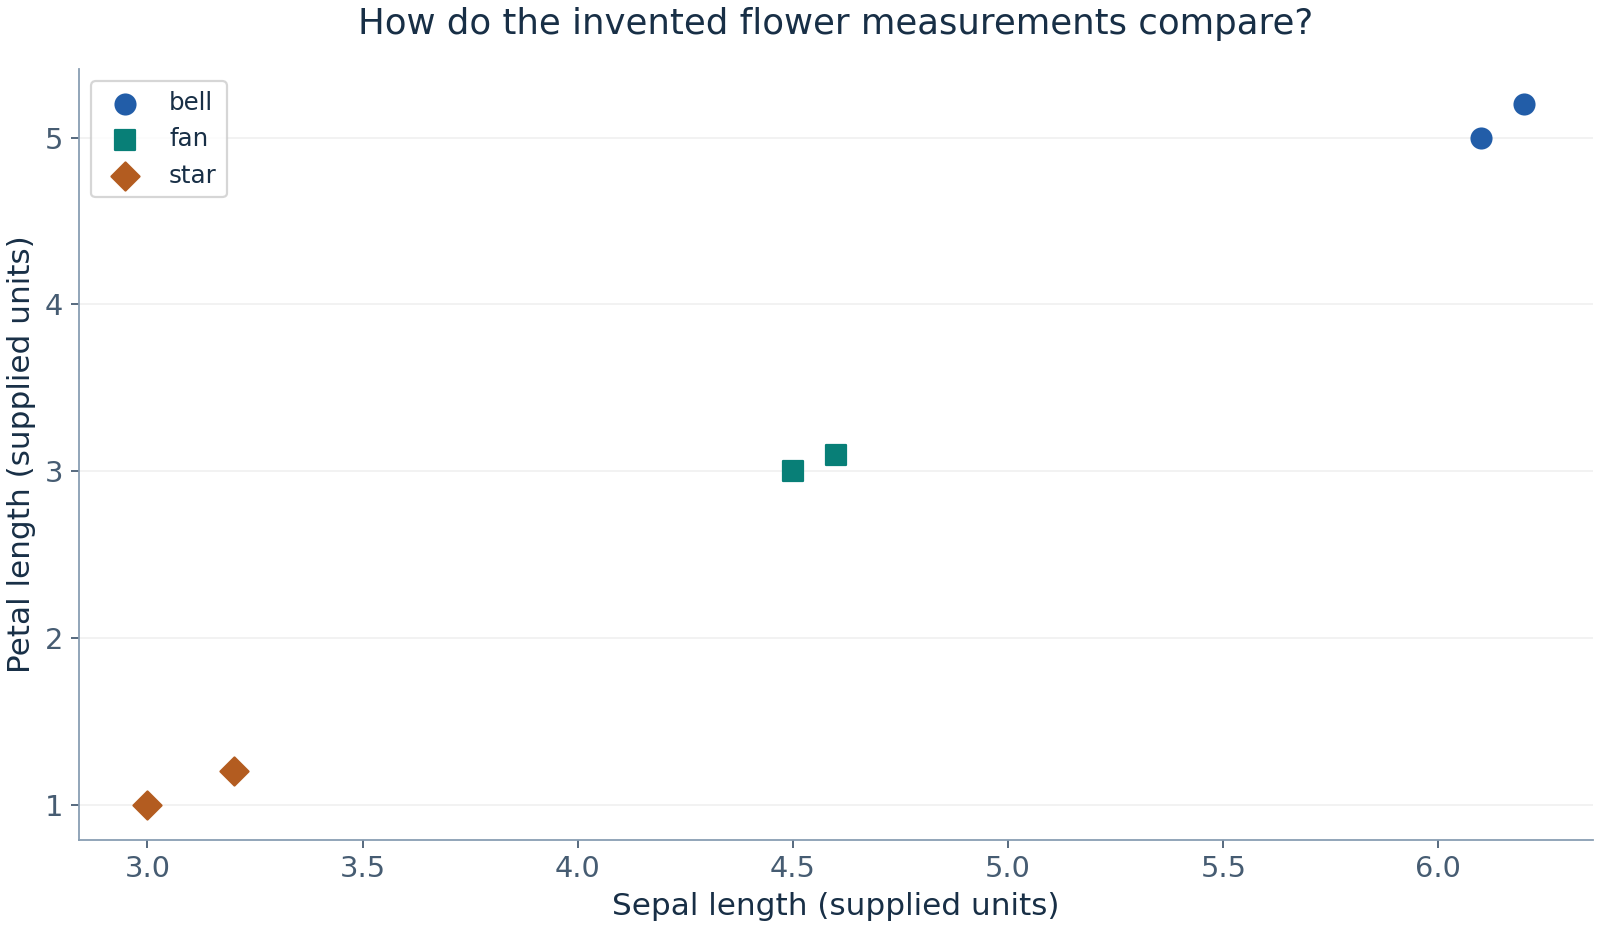 How do the invented flower measurements compare?
bell
fan
star
Petal length (supplied units)
5
4
3
2
1
3.0 3.5 4.0 4.5 5.0 5.5 6.0
Sepal length (supplied units)